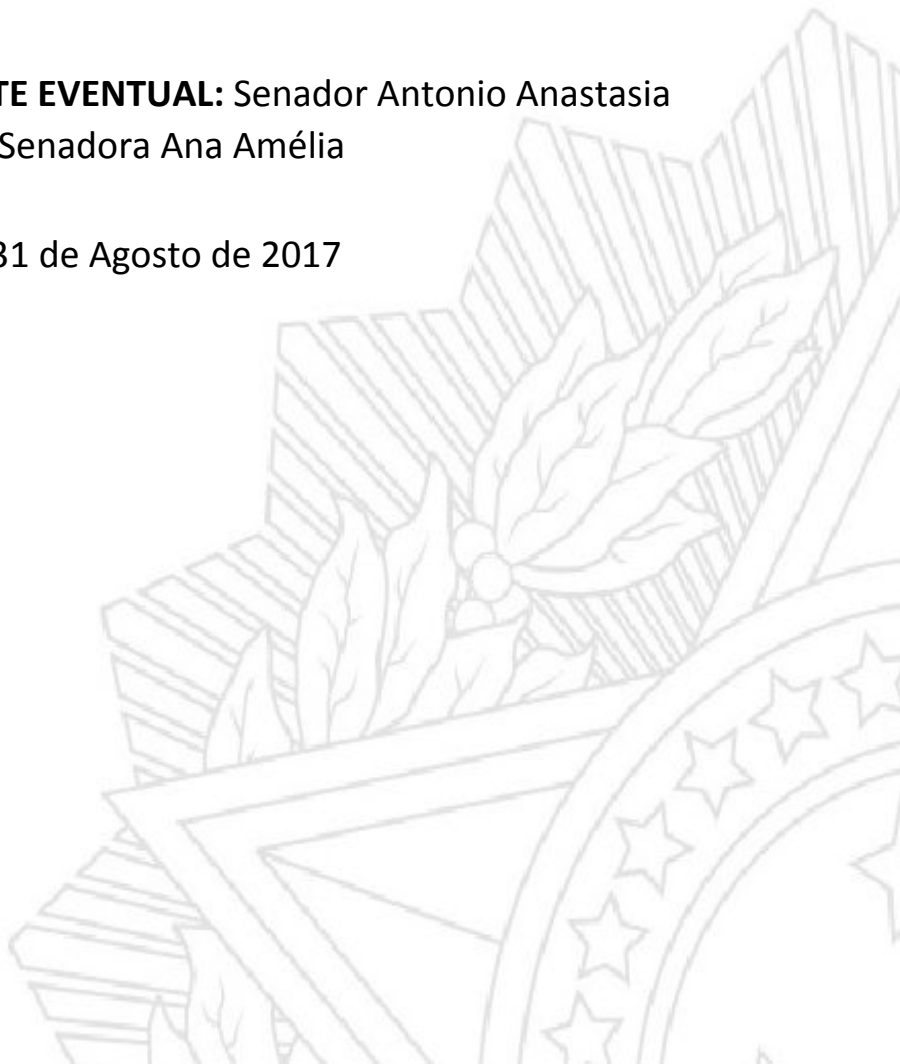 TE EVENTUAL: Senador Antonio Anastasia
Senadora Ana Amélia
31 de Agosto de 2017